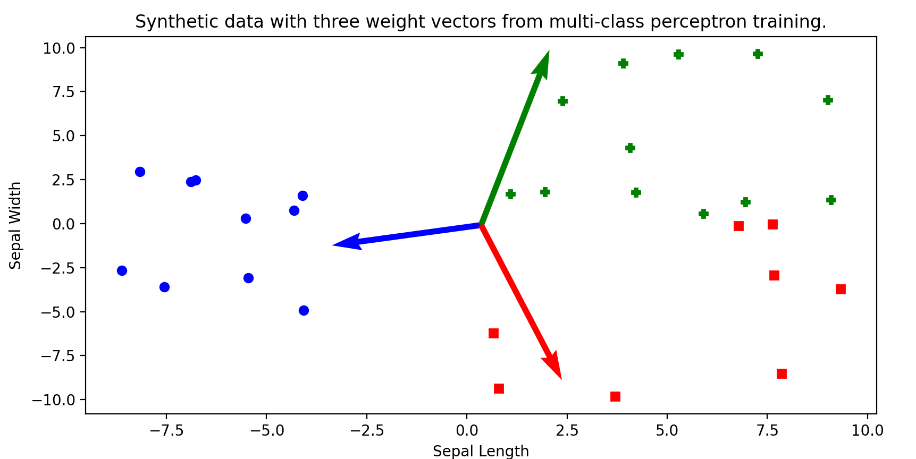 Synthetic data with three weight vectors from multi-class perceptron training.
10.0
7.5
5.0
2.5
0.0
−2.5
−5.0
−7.5
−10.0
Sepal Width
−7.5 −5.0 −2.5 0.0 2.5 5.0 7.5 10.0
Sepal Length